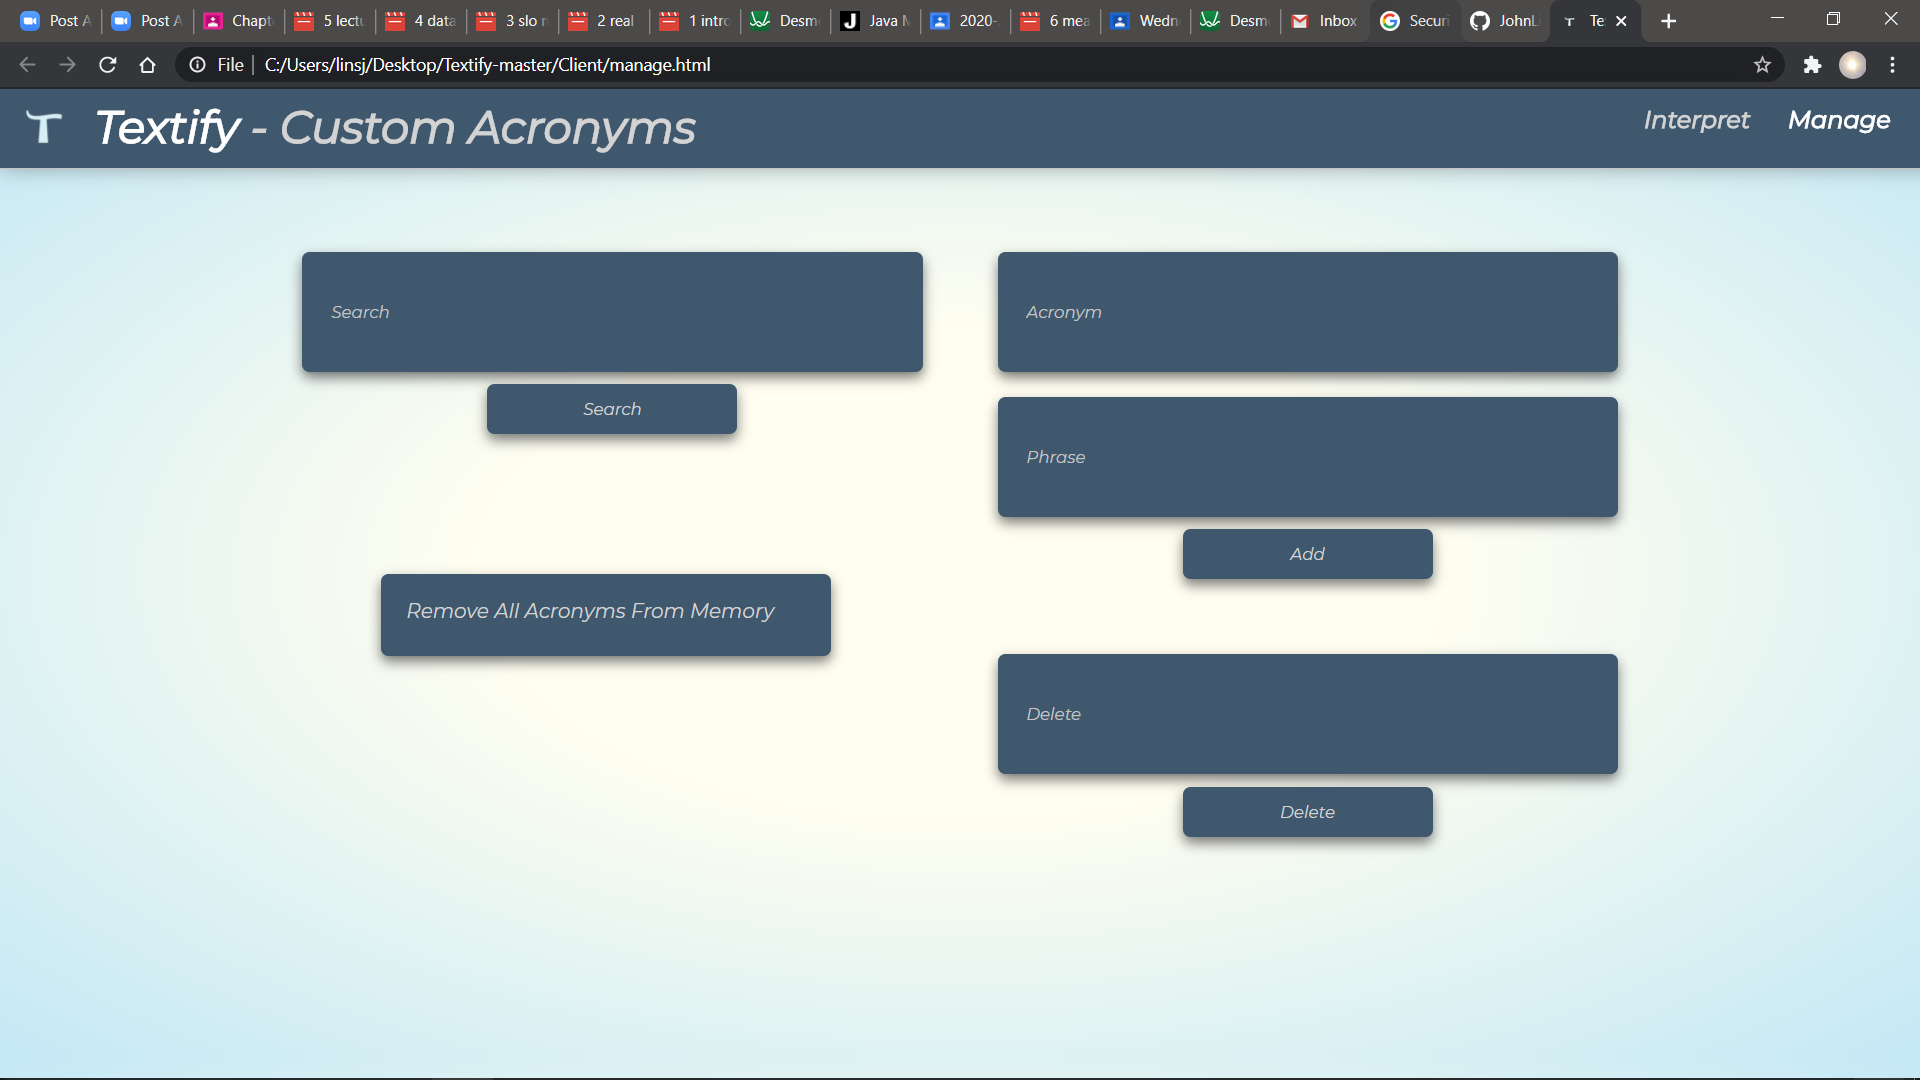 Post A
Post A
Chapt
5 lectu
4 data
3 slo n
2 real
1 intro
Desmo
Java M
2020-
6 mea
Wedn
Desmo
Inbox
Securi
JohnL
Te
File
C:/Users/linsj/Desktop/Textify-master/Client/manage.html
Textify - Custom Acronyms
Interpret
Manage
Search
Search
Remove All Acronyms From Memory
Acronym
Phrase
Add
Delete
Delete